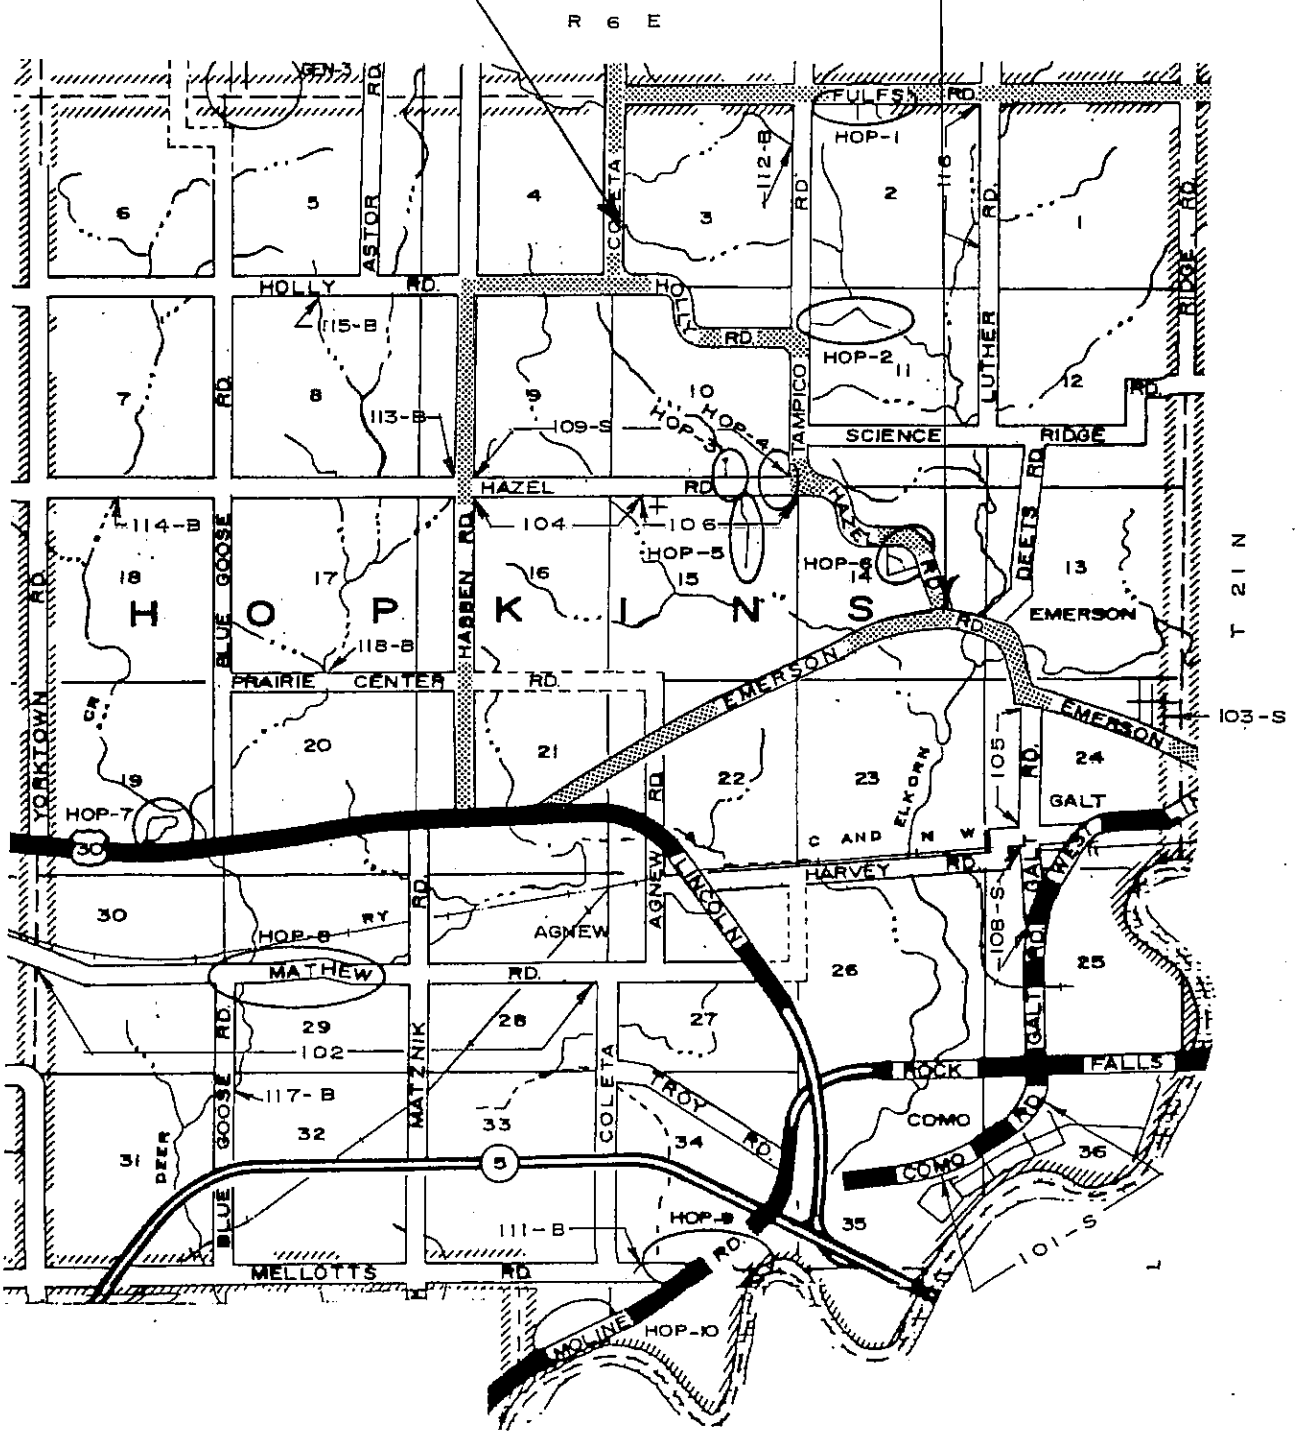 R 6 E
GEN-3
RD.
FULFS RD.
HOP-1
112-B
116
COLETA
RD.
RD.
RIDGE RD.
6
5
4
3
2
1
ASTOR
HOLLY RD.
HOLLY
RD.
115-B
HOP-2
LUTHER
7
8
9
10
11
12
RD.
RD.
113-B
109-S
HOP-3
HOP-4
TAMPICO
SCIENCE RIDGE
HAZEL RD.
HAZEL
RD.
114-B
104
106
HOP-5
HOP-6
DEETS RD.
T 21 N
18
17
16
15
14
13
HOPKINS
EMERSON
RD.
BLUE GOOSE
HABBEN RD.
118-B
PRAIRIE CENTER RD.
EMERSON
RD.
EMERSON
103-S
YORKTOWN
CR
19
20
21
22
23
24
RD.
ELKORN
105
RD.
GALT
HOP-7
30
C AND N W
HARVEY RD.
WEST
GALT
LINCOLN
AGNEW
30
RY
RD.
AGNEW
HOP-8
MATHEW RD.
108-S
RD.
26
25
GALT
29
28
27
102
RD.
MATZNIK
COLETA
ROCK FALLS
TROY
RD.
117-B
GOOSE
COMO
RD.
COMO
31
32
33
34
35
36
DEER
5
BLUE
111-B
HOP-9
RD.
101-S
MELLOTTS RD.
MOLINE
HOP-10